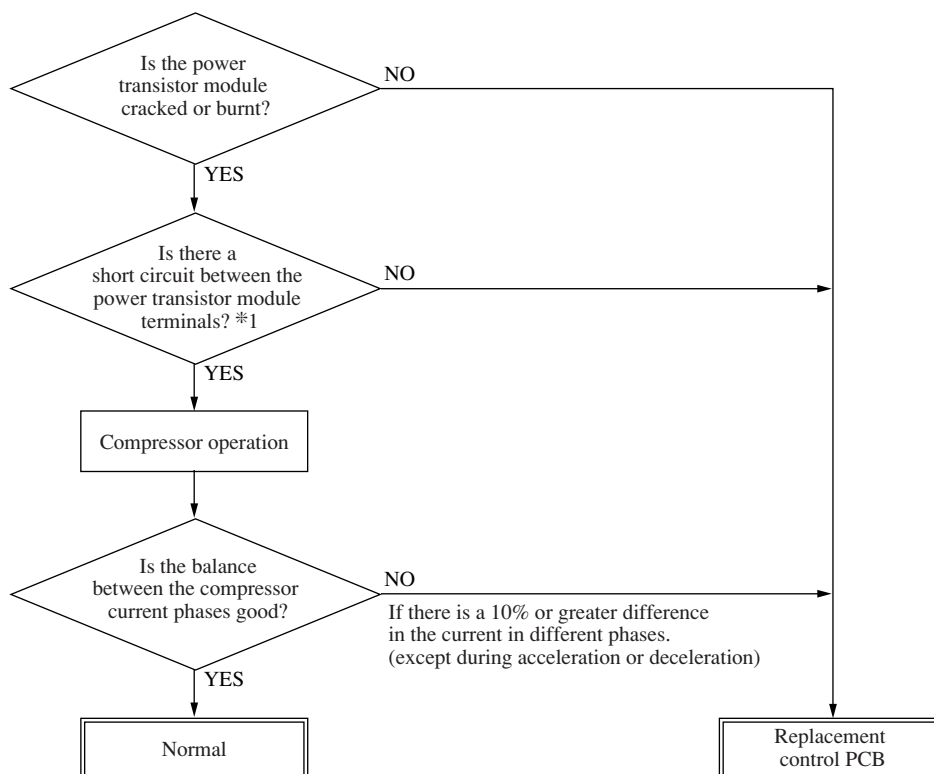 Is the power
transistor module
cracked or burnt?
NO
YES
Is there a
short circuit between the
power transistor module
terminals? *1
NO
YES
Compressor operation
Is the balance
between the compressor
current phases good?
NO
If there is a 10% or greater difference
in the current in different phases.
(except during acceleration or deceleration)
YES
Normal
Replacement
control PCB